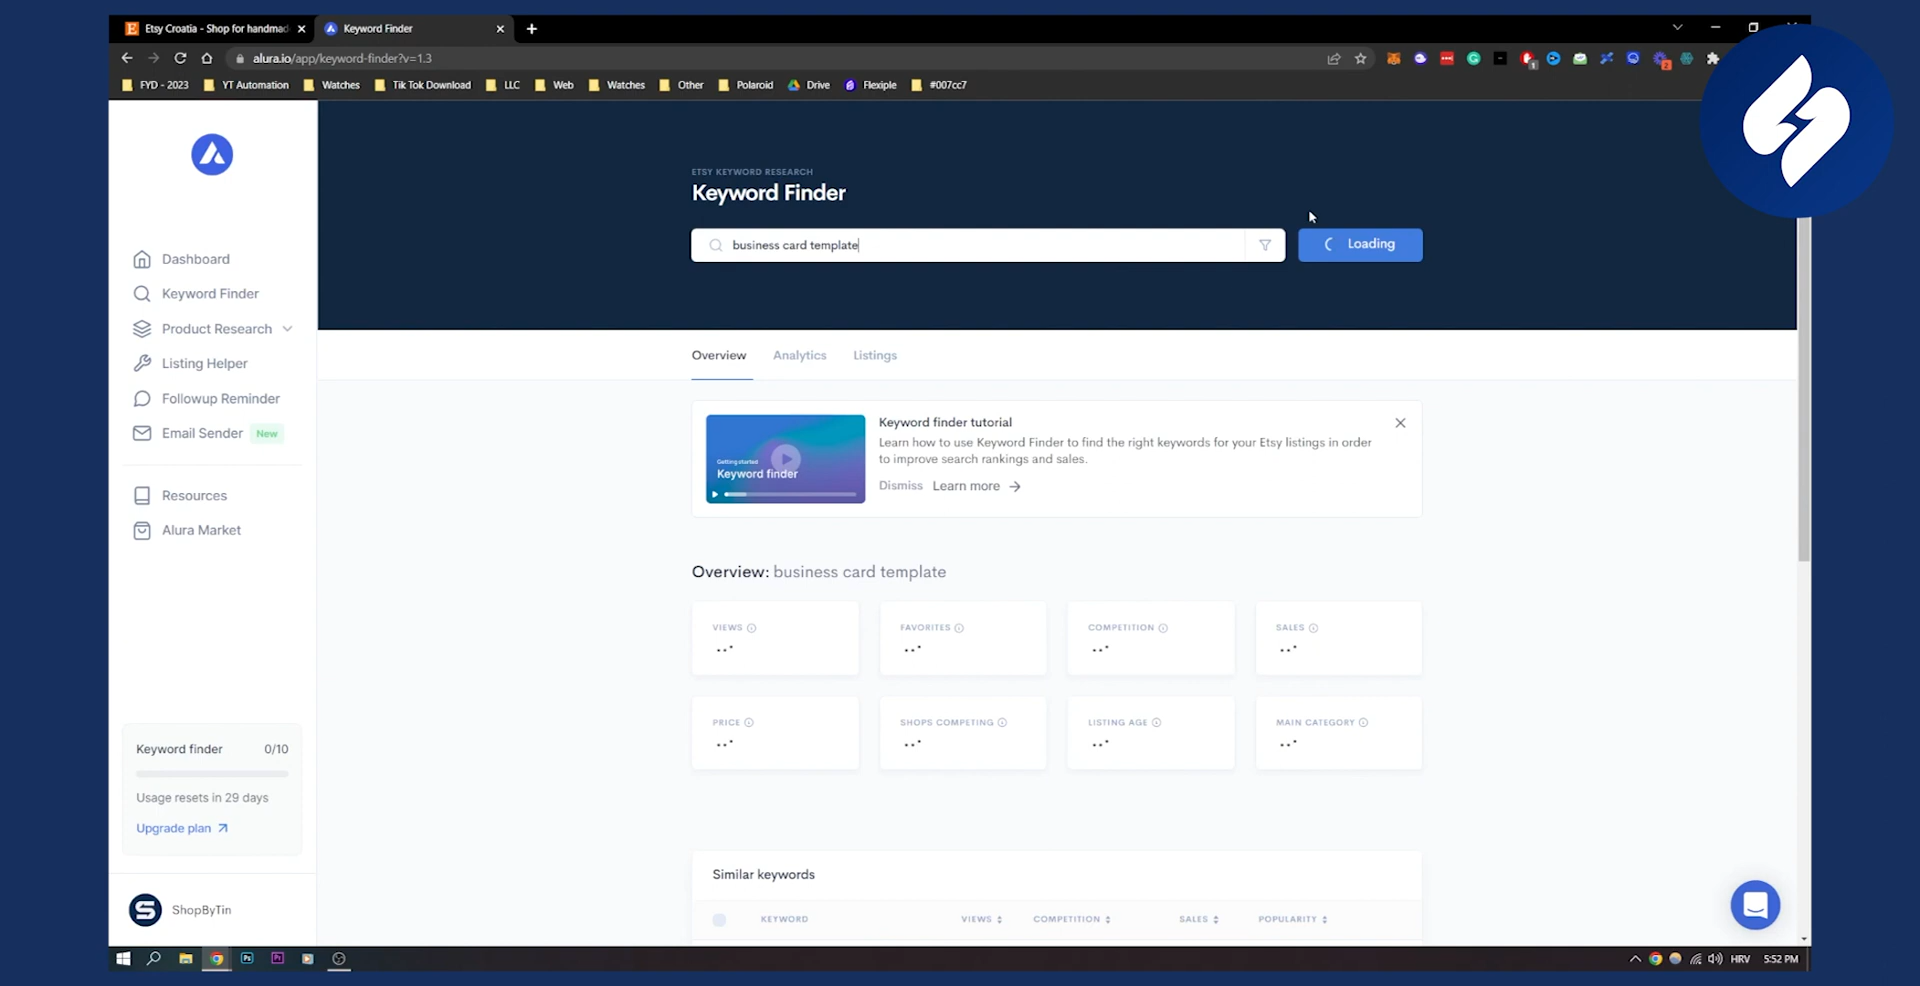 Etsy Croatia - Shop for handmad
Keyword Finder
alura.io/app/keyword-finder?v=1.3
FYD - 2023
YT Automation
Watches
Tik Tok Download
LLC
Web
Watches
Other
Polaroid
Drive
Flexiple
#007cc7
ETSY KEYWORD RESEARCH
Keyword Finder
business card template
Loading
Dashboard
Keyword Finder
Product Research
Listing Helper
Followup Reminder
Email Sender New
Resources
Alura Market
Overview
Analytics
Listings
Getting started
Keyword finder
Keyword finder tutorial
Learn how to use Keyword Finder to find the right keywords for your Etsy listings in order
to improve search rankings and sales.
Dismiss Learn more
Overview: business card template
VIEWS
FAVORITES
COMPETITION
SALES
PRICE
SHOPS COMPETING
LISTING AGE
MAIN CATEGORY
Keyword finder 0/10
Usage resets in 29 days
Upgrade plan
Similar keywords
KEYWORD VIEWS COMPETITION SALES POPULARITY
ShopByTin
Ps
Pr
HRV 5:52 PM